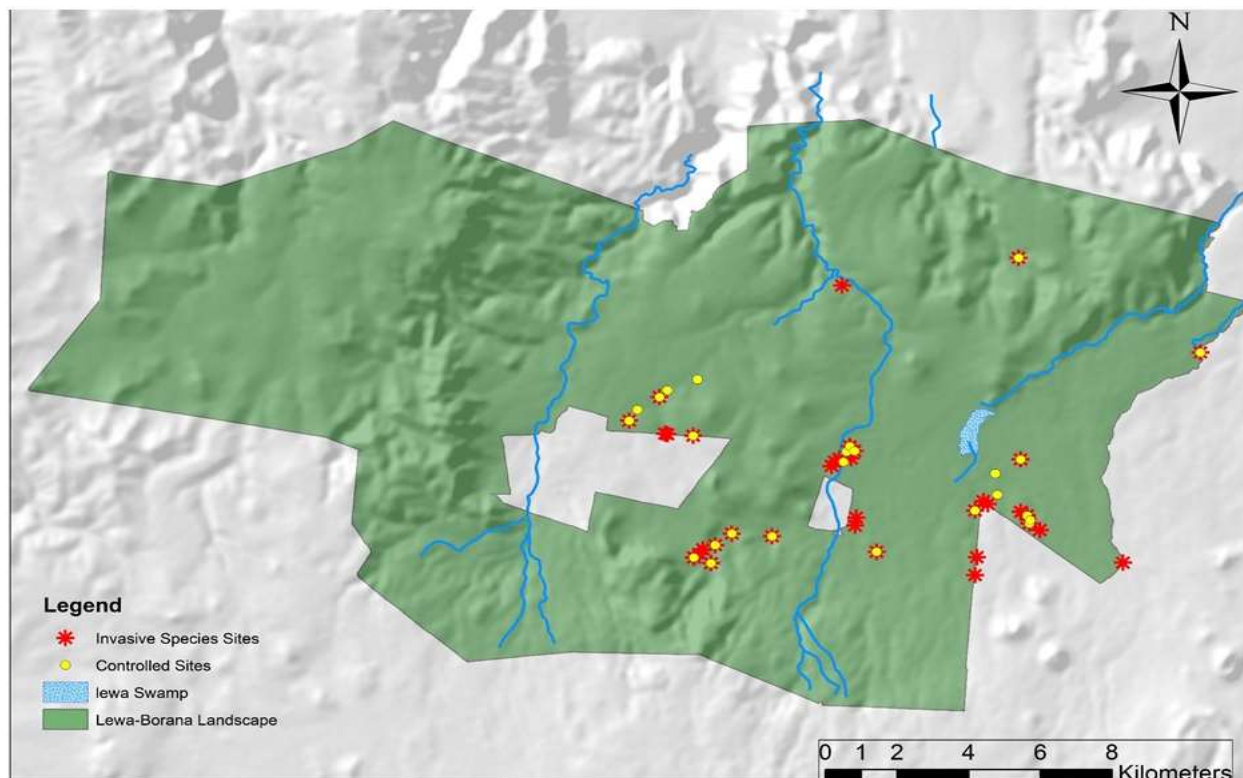 N
Legend
Invasive Species Sites
Controlled Sites
lewa Swamp
Lewa-Borana Landscape
0 1 2 4 6 8
Kilometers